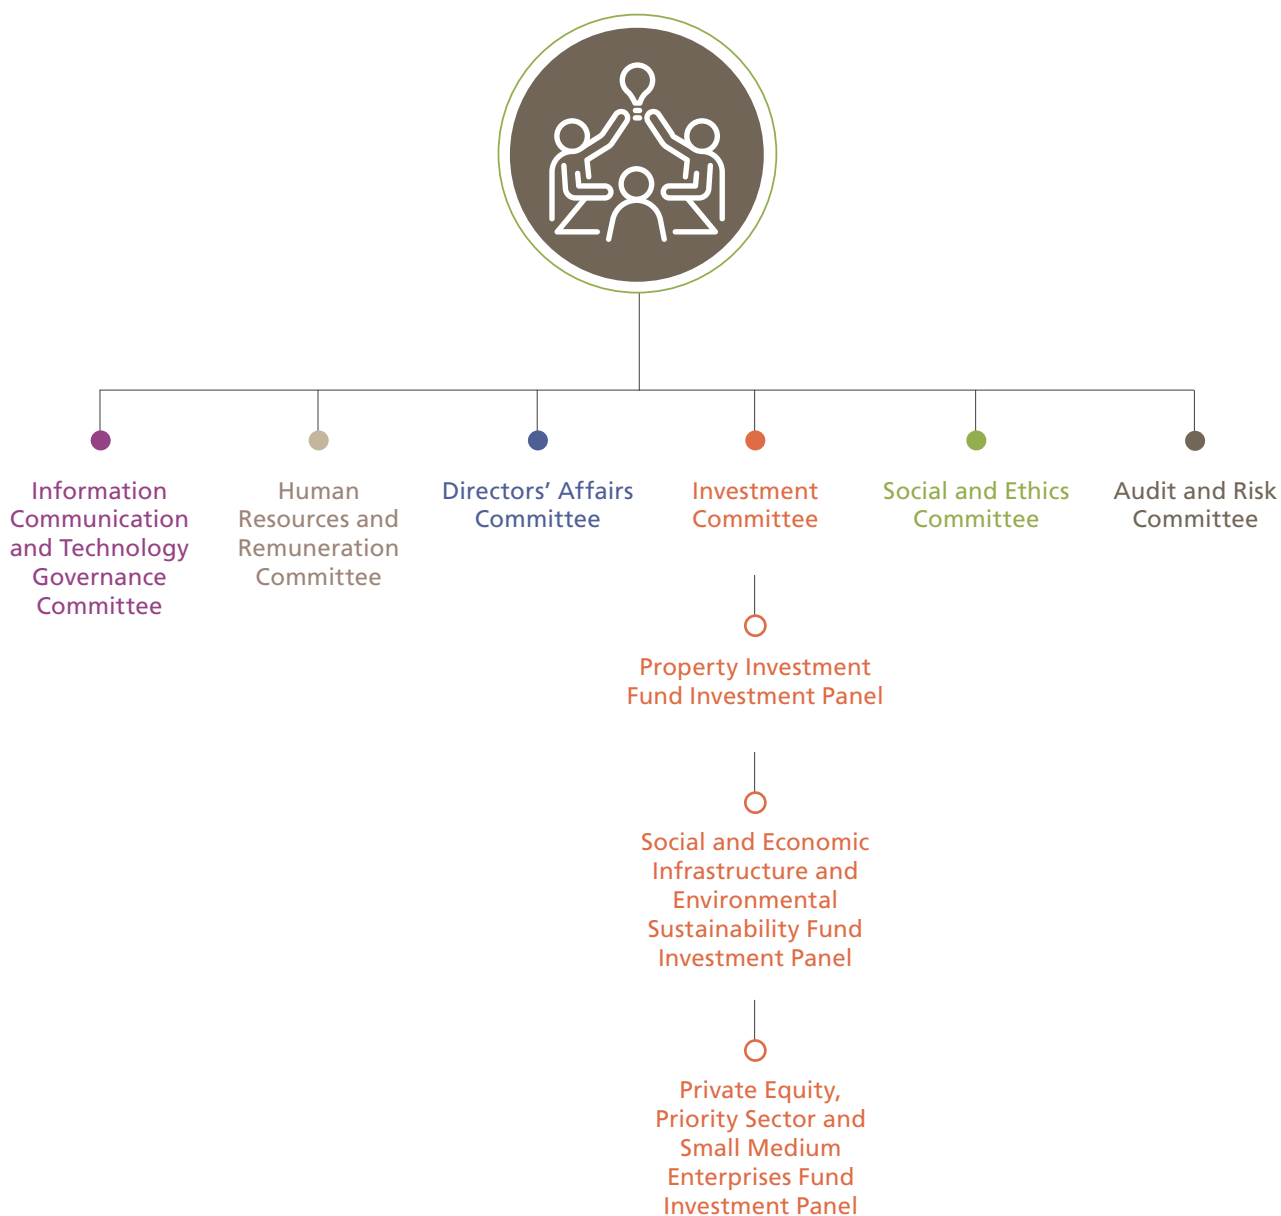 Information
Communication
and Technology
Governance
Committee
Human
Resources and
Remuneration
Committee
Directors’ Affairs
Committee
Investment
Committee
Social and Ethics
Committee
Audit and Risk
Committee
Property Investment
Fund Investment Panel
Social and Economic
Infrastructure and
Environmental
Sustainability Fund
Investment Panel
Private Equity,
Priority Sector and
Small Medium
Enterprises Fund
Investment Panel